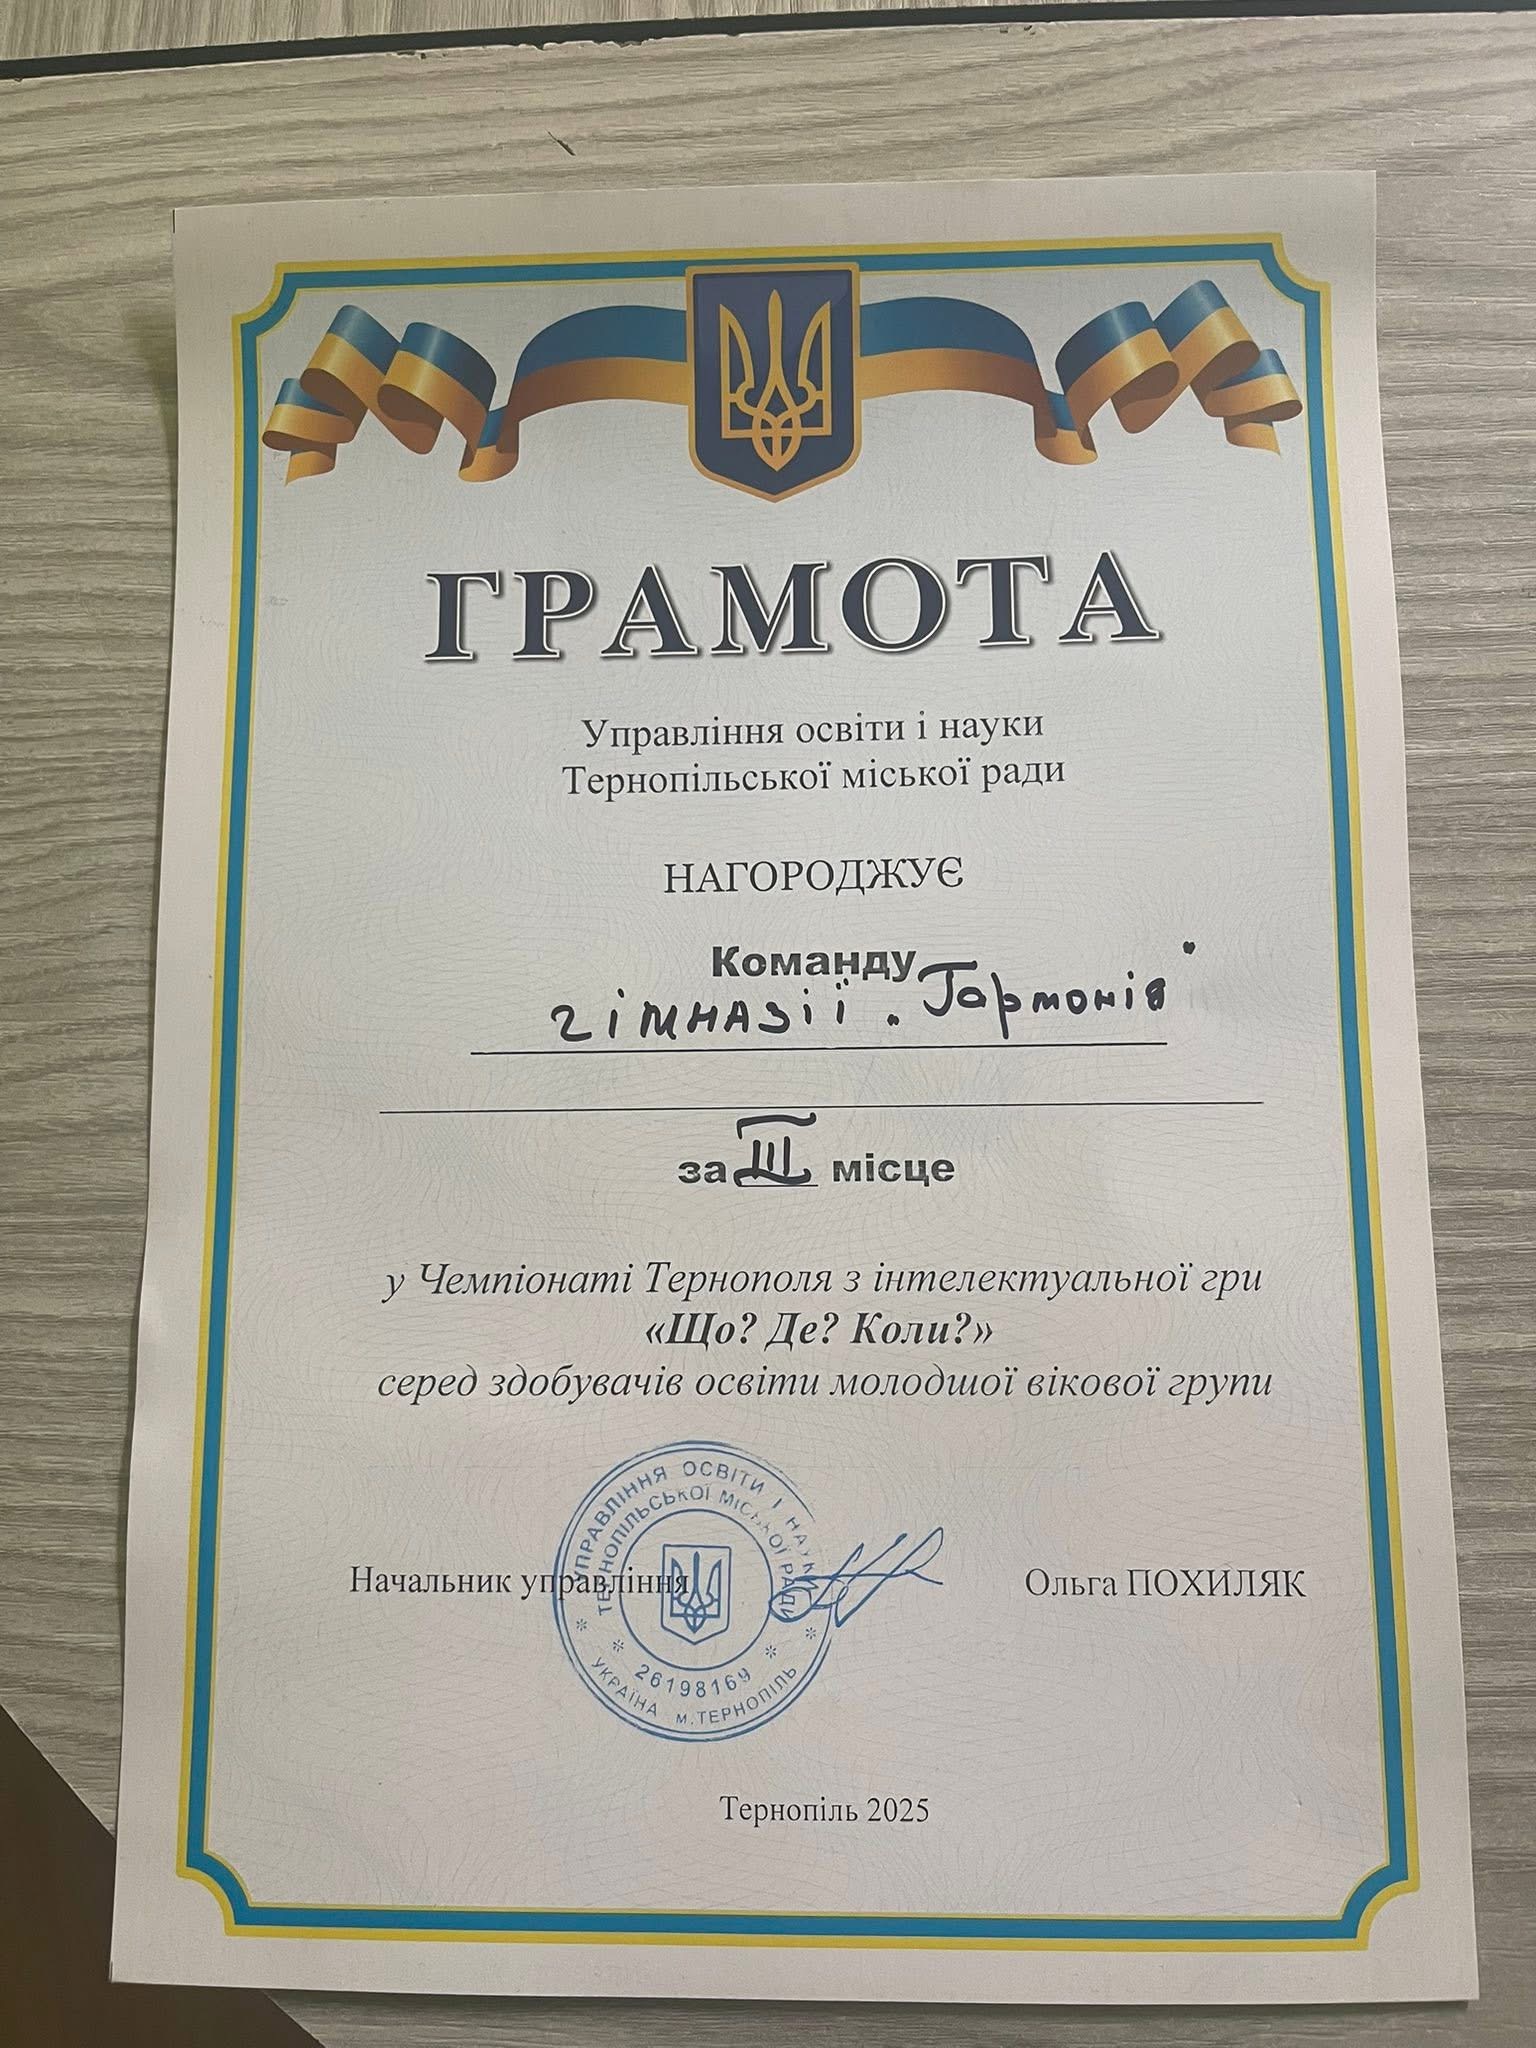 ГРАМОТА
Управління освіти і науки
Тернопільської міської ради
НАГОРОДЖУЄ
Команду
гімназії „Гармонія"
за III місце
у Чемпіонаті Тернополя з інтелектуальної гри
«Що? Де? Коли?»
серед здобувачів освіти молодшої вікової групи
УПРАВЛІННЯ ОСВІТИ І НАУКИ
ТЕРНОПІЛЬСЬКОЇ МІСЬКОЇ РАДИ
Начальник управління
Ольга ПОХИЛЯК
* 26198169 *
* УКРАЇНА м.ТЕРНОПІЛЬ *
Тернопіль 2025